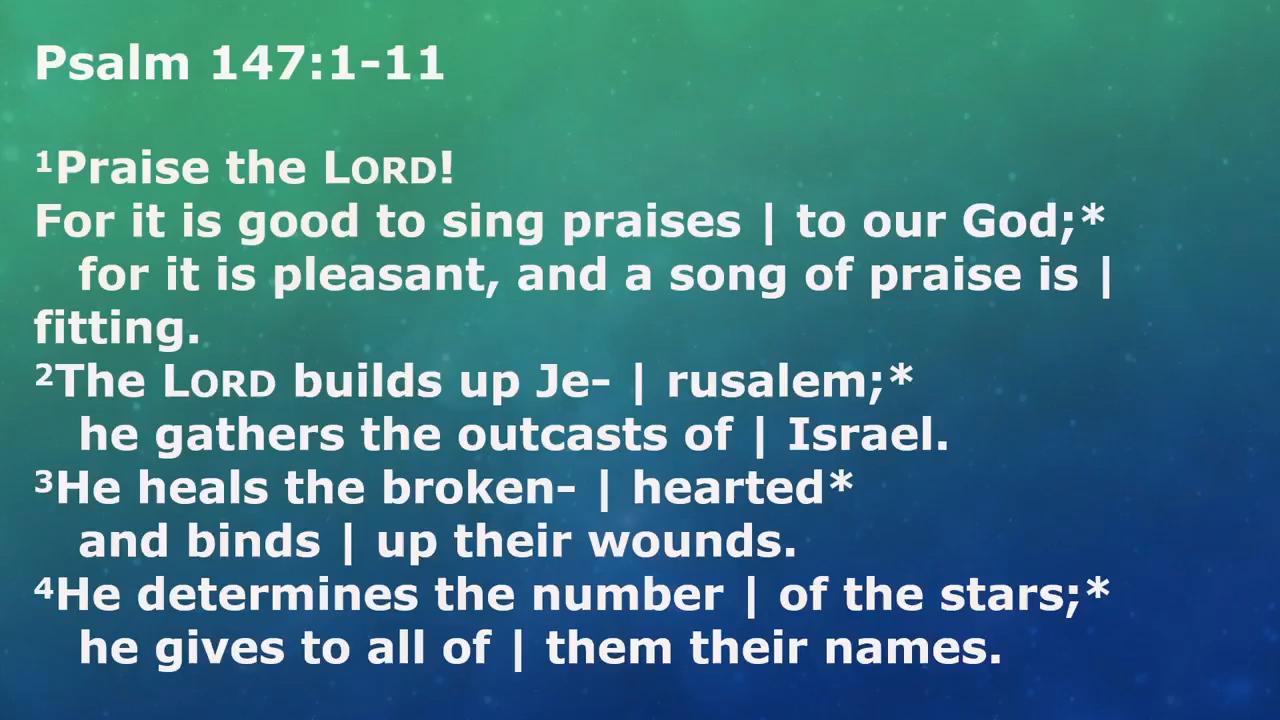 Psalm 147:1-11
¹Praise the LORD!
For it is good to sing praises | to our God;*
for it is pleasant, and a song of praise is |
fitting.
²The LORD builds up Je- | rusalem;*
he gathers the outcasts of | Israel.
³He heals the broken- | hearted*
and binds | up their wounds.
⁴He determines the number | of the stars;*
he gives to all of | them their names.